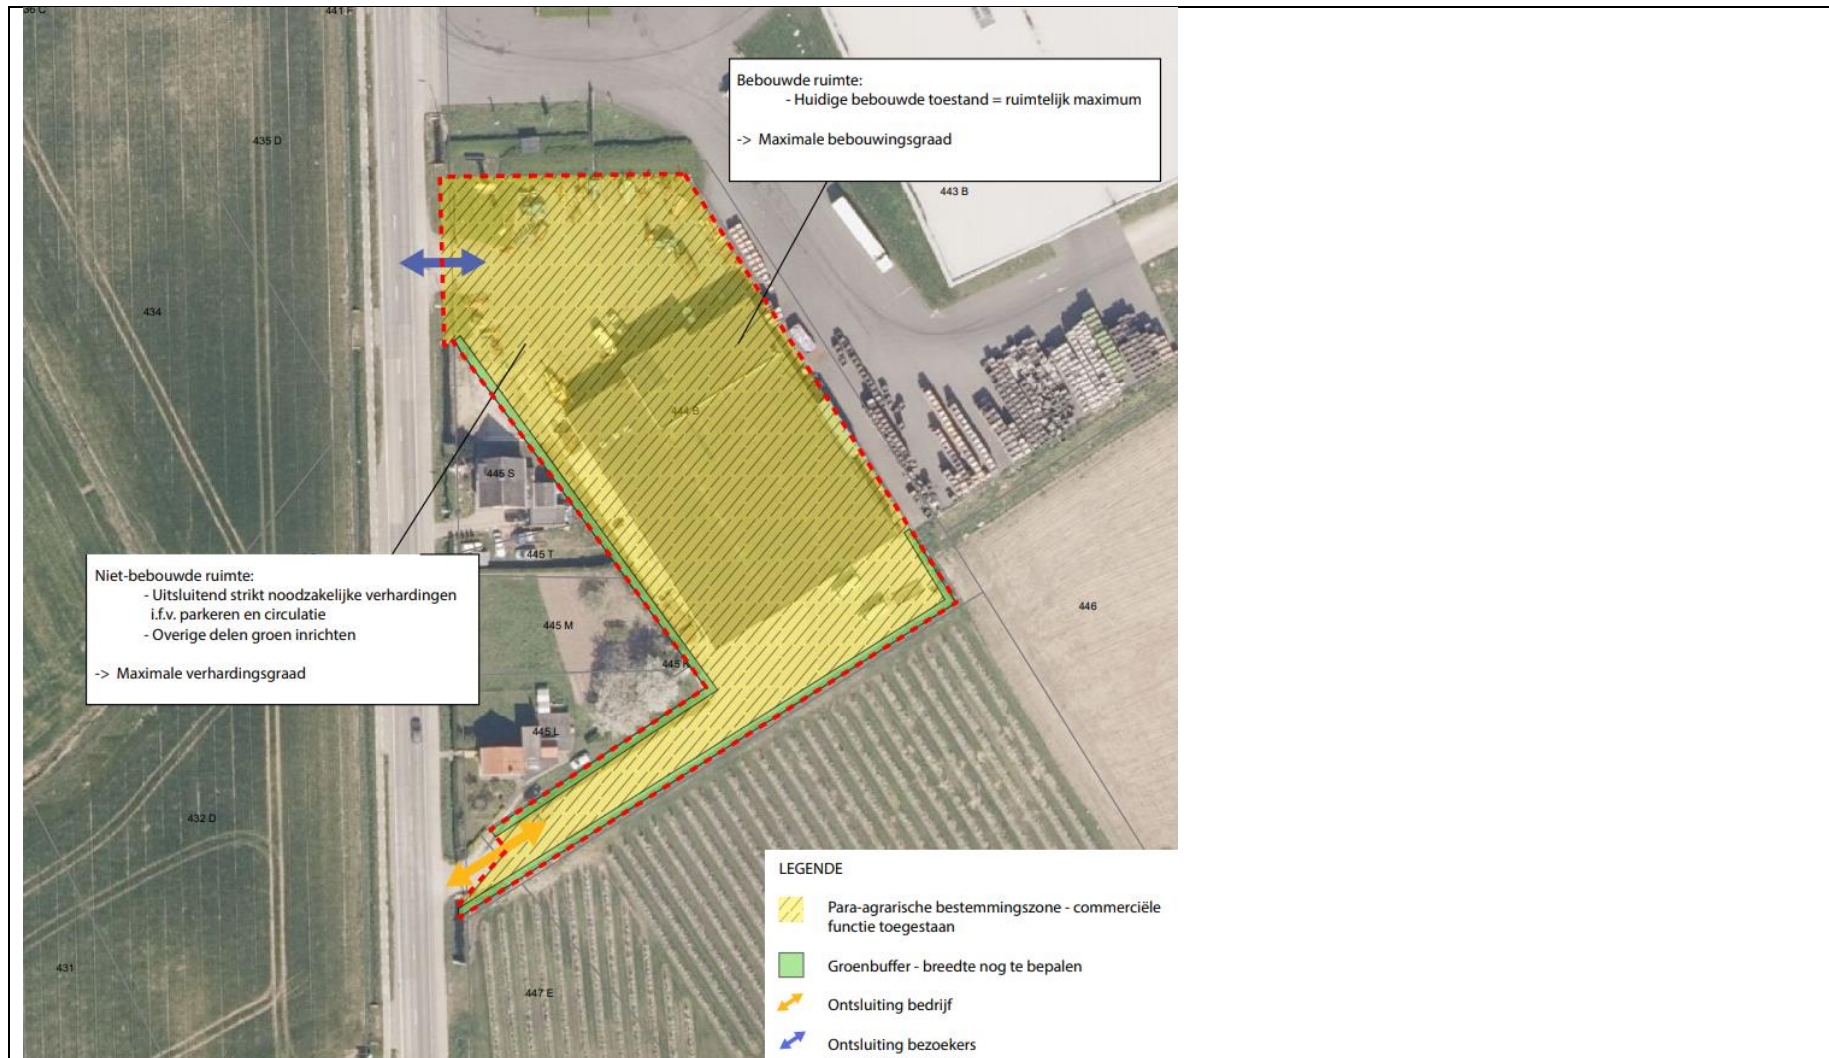 441 F
435 D
Bebouwde ruimte:
- Huidige bebouwde toestand = ruimtelijk maximum
-> Maximale bebouwingsgraad
443 B
434
444 B
445 S
445 T
Niet-bebouwde ruimte:
- Uitsluitend strikt noodzakelijke verhardingen
i.f.v. parkeren en circulatie
- Overige delen groen inrichten
-> Maximale verhardingsgraad
446
445 M
445 K
445 L
432 D
431
447 E
LEGENDE
Para-agrarische bestemmingszone - commerciële
functie toegestaan
Groenbuffer - breedte nog te bepalen
Ontsluiting bedrijf
Ontsluiting bezoekers